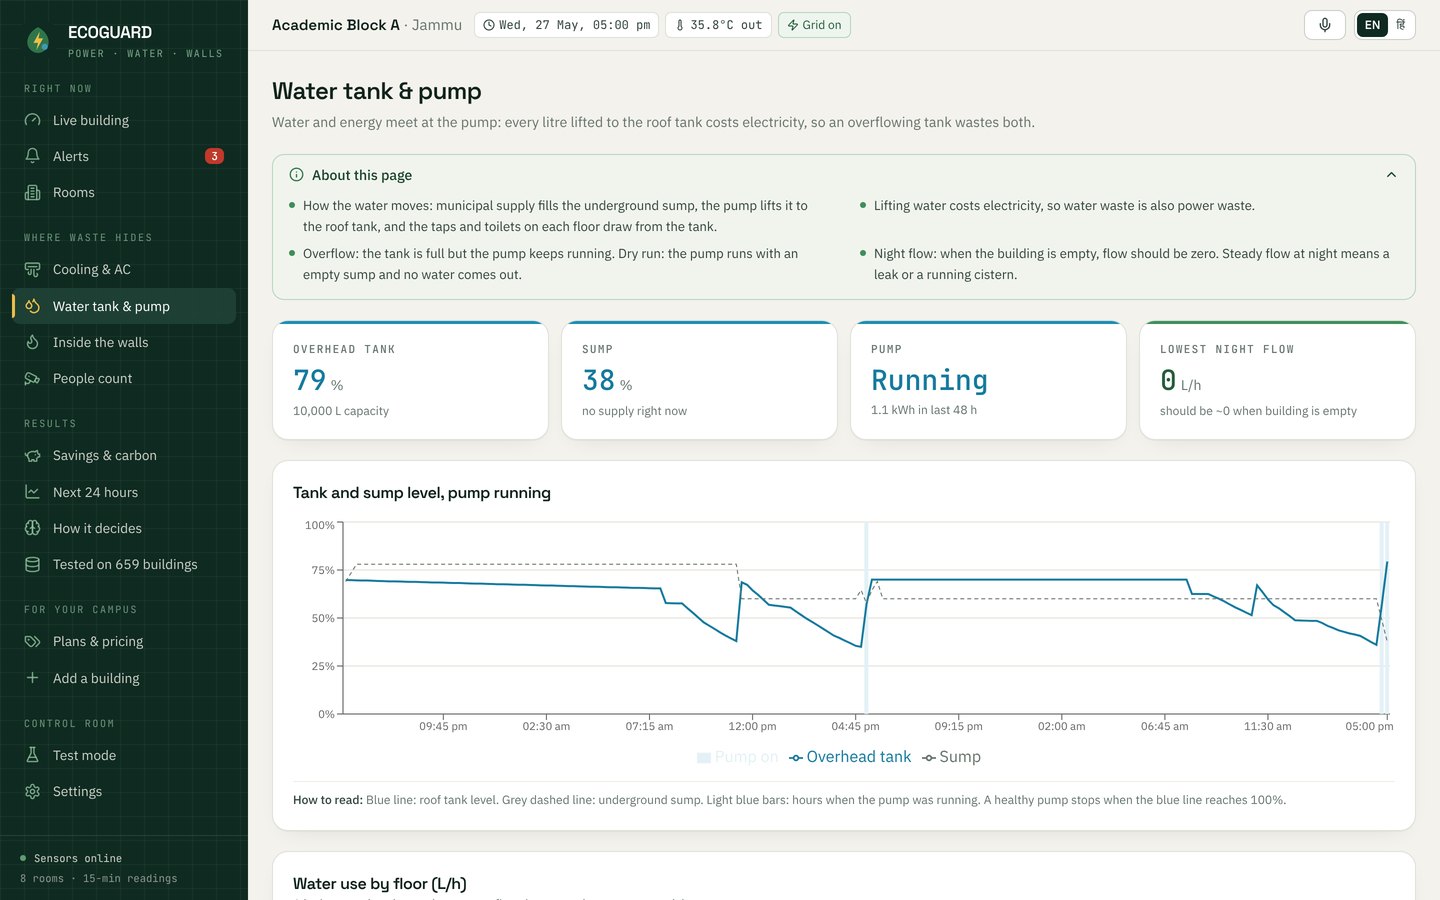 ECOGUARD
POWER · WATER · WALLS
RIGHT NOW
Live building
Alerts
3
Rooms
WHERE WASTE HIDES
Cooling & AC
Water tank & pump
Inside the walls
People count
RESULTS
Savings & carbon
Next 24 hours
How it decides
Tested on 659 buildings
FOR YOUR CAMPUS
Plans & pricing
Add a building
CONTROL ROOM
Test mode
Settings
Sensors online
8 rooms · 15-min readings
Academic Block A · Jammu
Wed, 27 May, 05:00 pm
35.8°C out
Grid on
EN
हिं
Water tank & pump
Water and energy meet at the pump: every litre lifted to the roof tank costs electricity, so an overflowing tank wastes both.
About this page
How the water moves: municipal supply fills the underground sump, the pump lifts it to
the roof tank, and the taps and toilets on each floor draw from the tank.
Lifting water costs electricity, so water waste is also power waste.
Overflow: the tank is full but the pump keeps running. Dry run: the pump runs with an
empty sump and no water comes out.
Night flow: when the building is empty, flow should be zero. Steady flow at night means a
leak or a running cistern.
OVERHEAD TANK
79 %
10,000 L capacity
SUMP
38 %
no supply right now
PUMP
Running
1.1 kWh in last 48 h
LOWEST NIGHT FLOW
0 L/h
should be ~0 when building is empty
Tank and sump level, pump running
100%
75%
50%
25%
0%
09:45 pm
02:30 am
07:15 am
12:00 pm
04:45 pm
09:15 pm
02:00 am
06:45 am
11:30 am
05:00 pm
Pump on
Overhead tank
Sump
How to read: Blue line: roof tank level. Grey dashed line: underground sump. Light blue bars: hours when the pump was running. A healthy pump stops when the blue line reaches 100%.
Water use by floor (L/h)